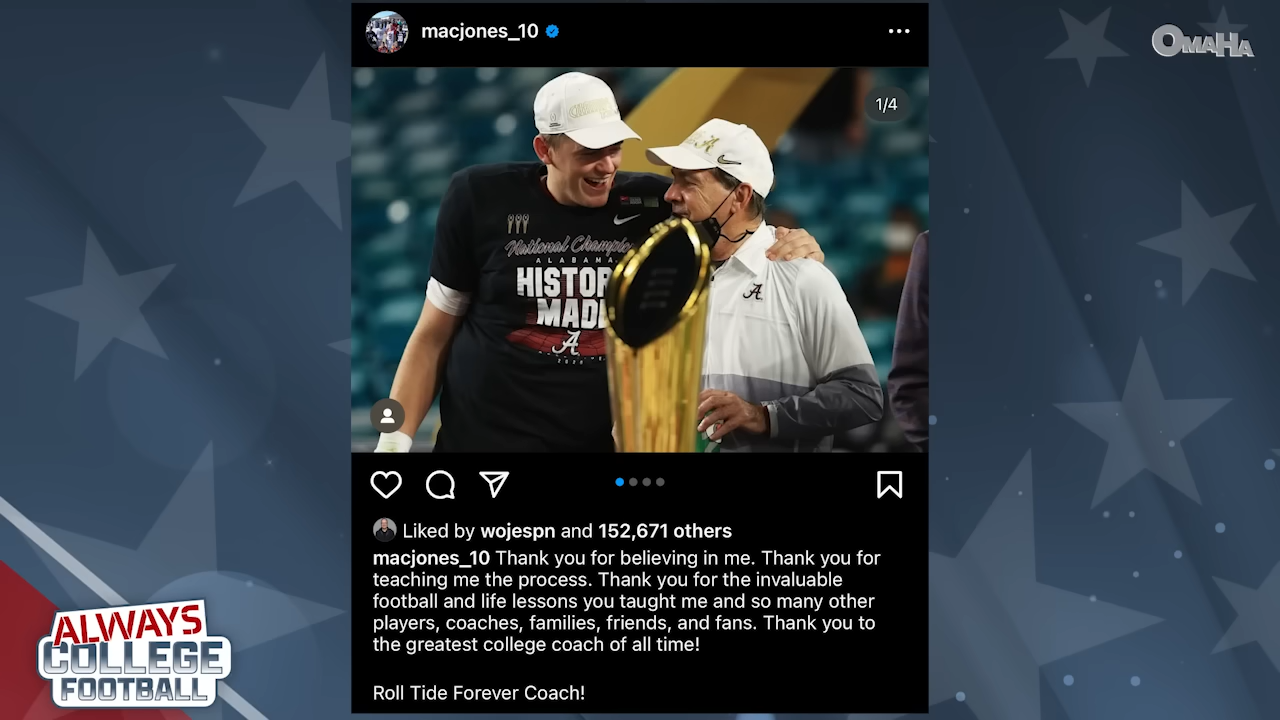 macjones_10
OMAHA
1/4
National Champio
ALABAMA
HISTOR
MADE
A
2020
A
A
Liked by wojespn and 152,671 others
macjones_10 Thank you for believing in me. Thank you for
teaching me the process. Thank you for the invaluable
football and life lessons you taught me and so many other
players, coaches, families, friends, and fans. Thank you to
the greatest college coach of all time!
Roll Tide Forever Coach!
ALWAYS
COLLEGE
FOOTBALL